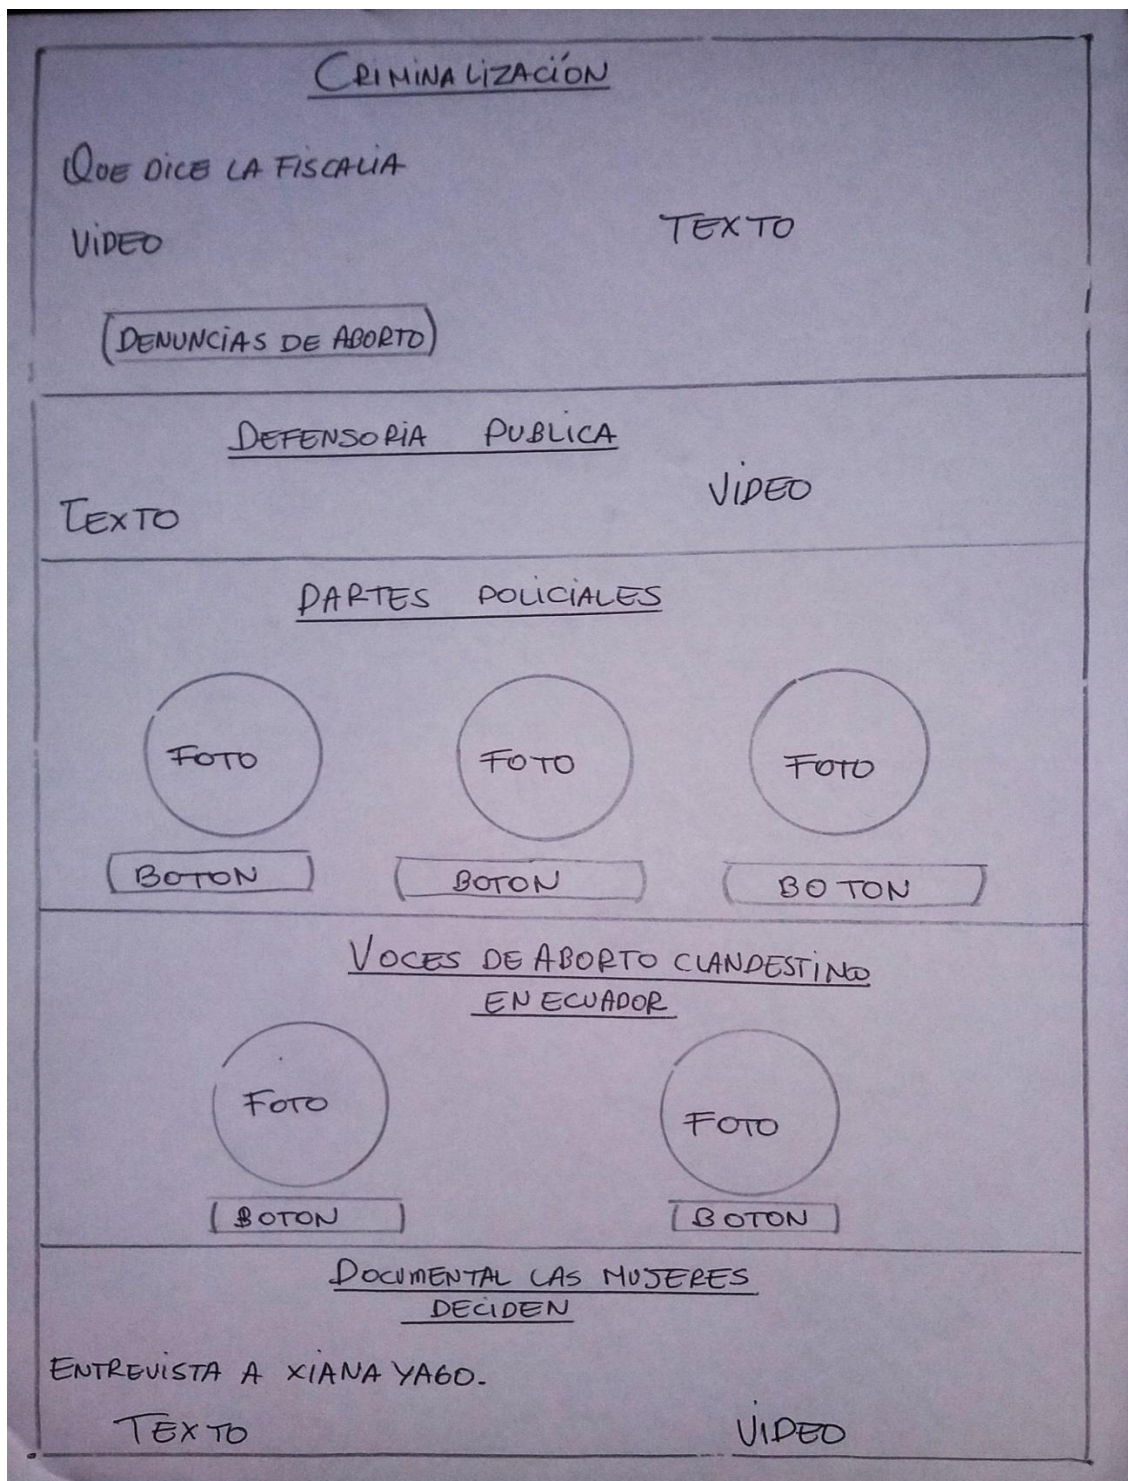 CRIMINALIZACIÓN
QUE DICE LA FISCALIA
VIDEO TEXTO
DENUNCIAS DE ABORTO
DEFENSORIA PUBLICA
TEXTO VIDEO
PARTES POLICIALES
FOTO FOTO FOTO
BOTON BOTON BOTON
VOCES DE ABORTO CLANDESTINO
EN ECUADOR
FOTO FOTO
BOTON BOTON
DOCUMENTAL LAS MUJERES
DECIDEN
ENTREVISTA A XIANA YAGO.
TEXTO VIDEO